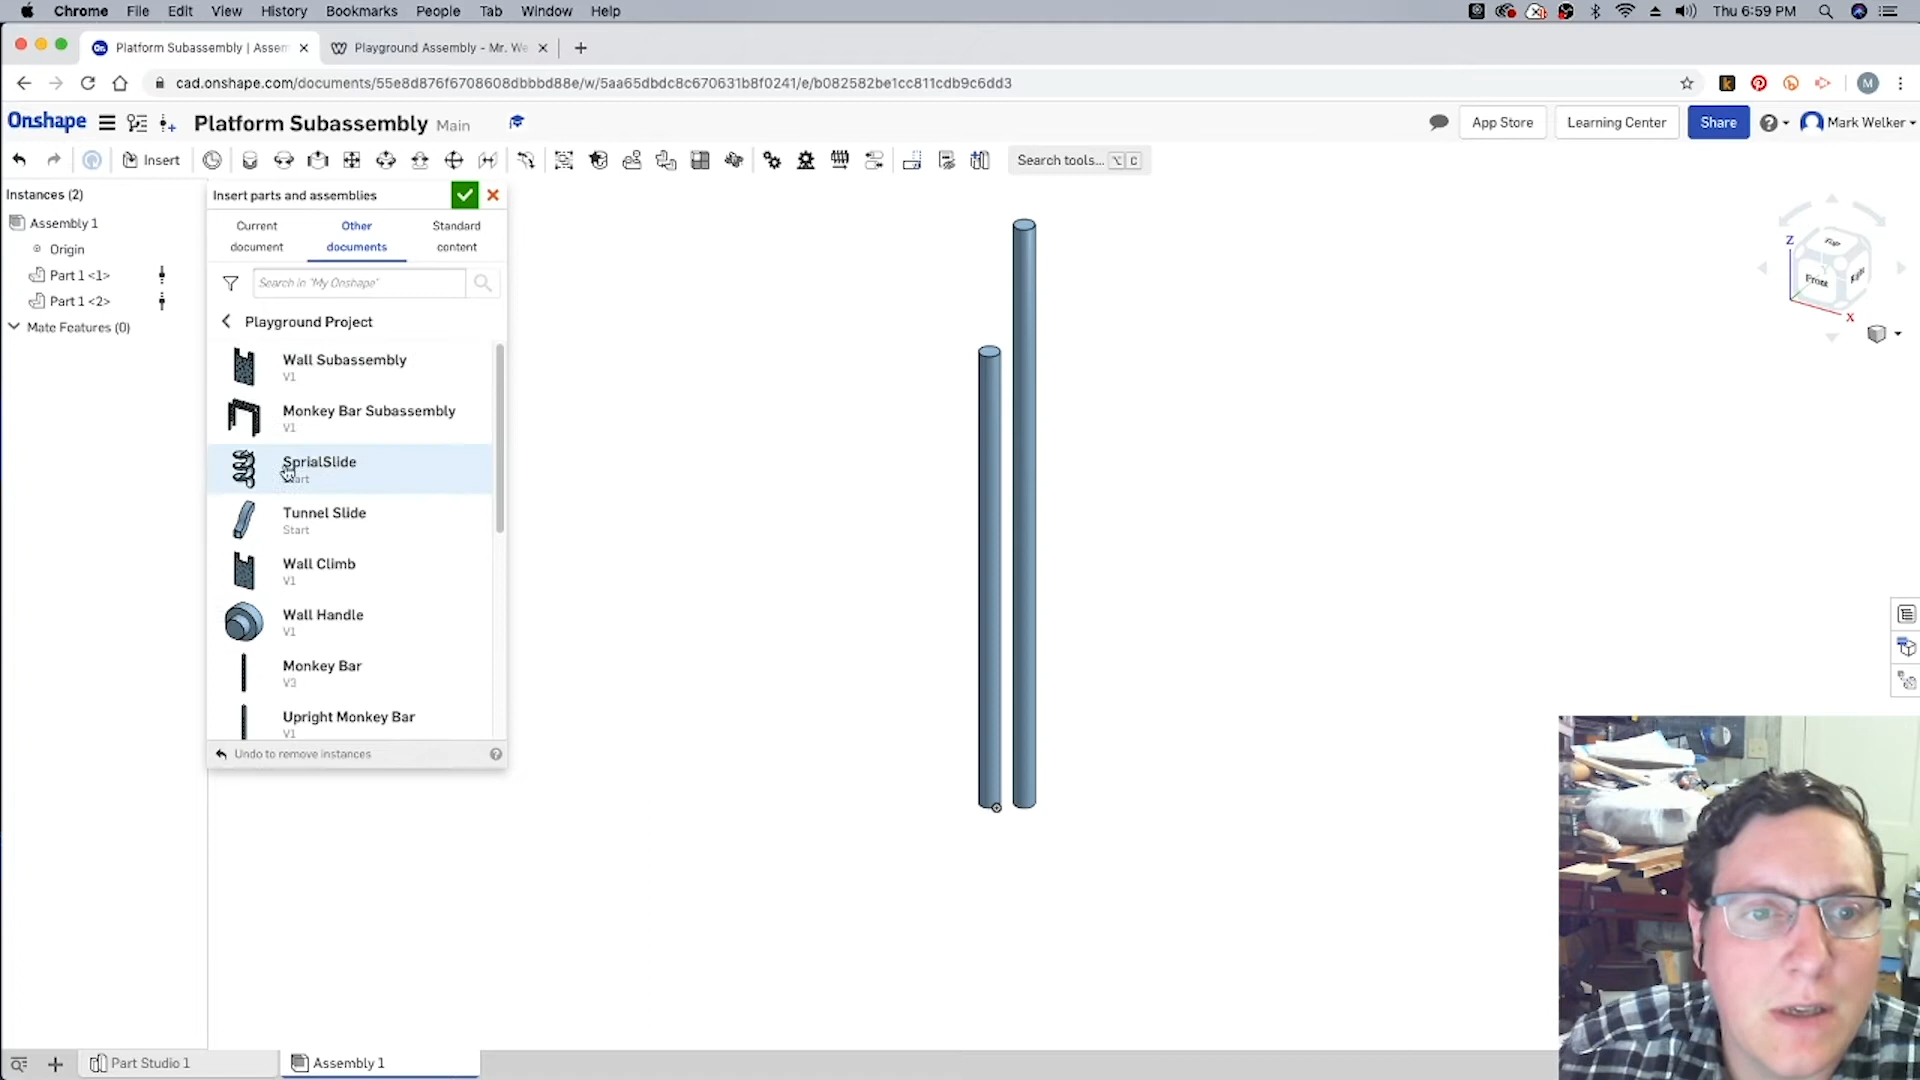 Chrome File Edit View History Bookmarks People Tab Window Help Thu 6:59 PM
Platform Subassembly | Assem
Playground Assembly - Mr. We
cad.onshape.com/documents/55e8d876f6708608dbbbd88e/w/5aa65dbdc8c670631b8f0241/e/b082582be1cc811cdb9c6dd3
M
Onshape Platform Subassembly Main App Store Learning Center Share Mark Welker
Insert Search tools... ⌥ C
Instances (2)
Assembly 1
Origin
Part 1 <1>
Part 1 <2>
Mate Features (0)
Insert parts and assemblies
Current document
Other documents
Standard content
Search in "My Onshape"
Playground Project
Wall Subassembly
V1
Monkey Bar Subassembly
V1
SprialSlide
Tunnel Slide
Start
Wall Climb
V1
Wall Handle
V1
Monkey Bar
V3
Upright Monkey Bar
V1
Undo to remove instances
Z
Top
Front
Right
X
Part Studio 1
Assembly 1